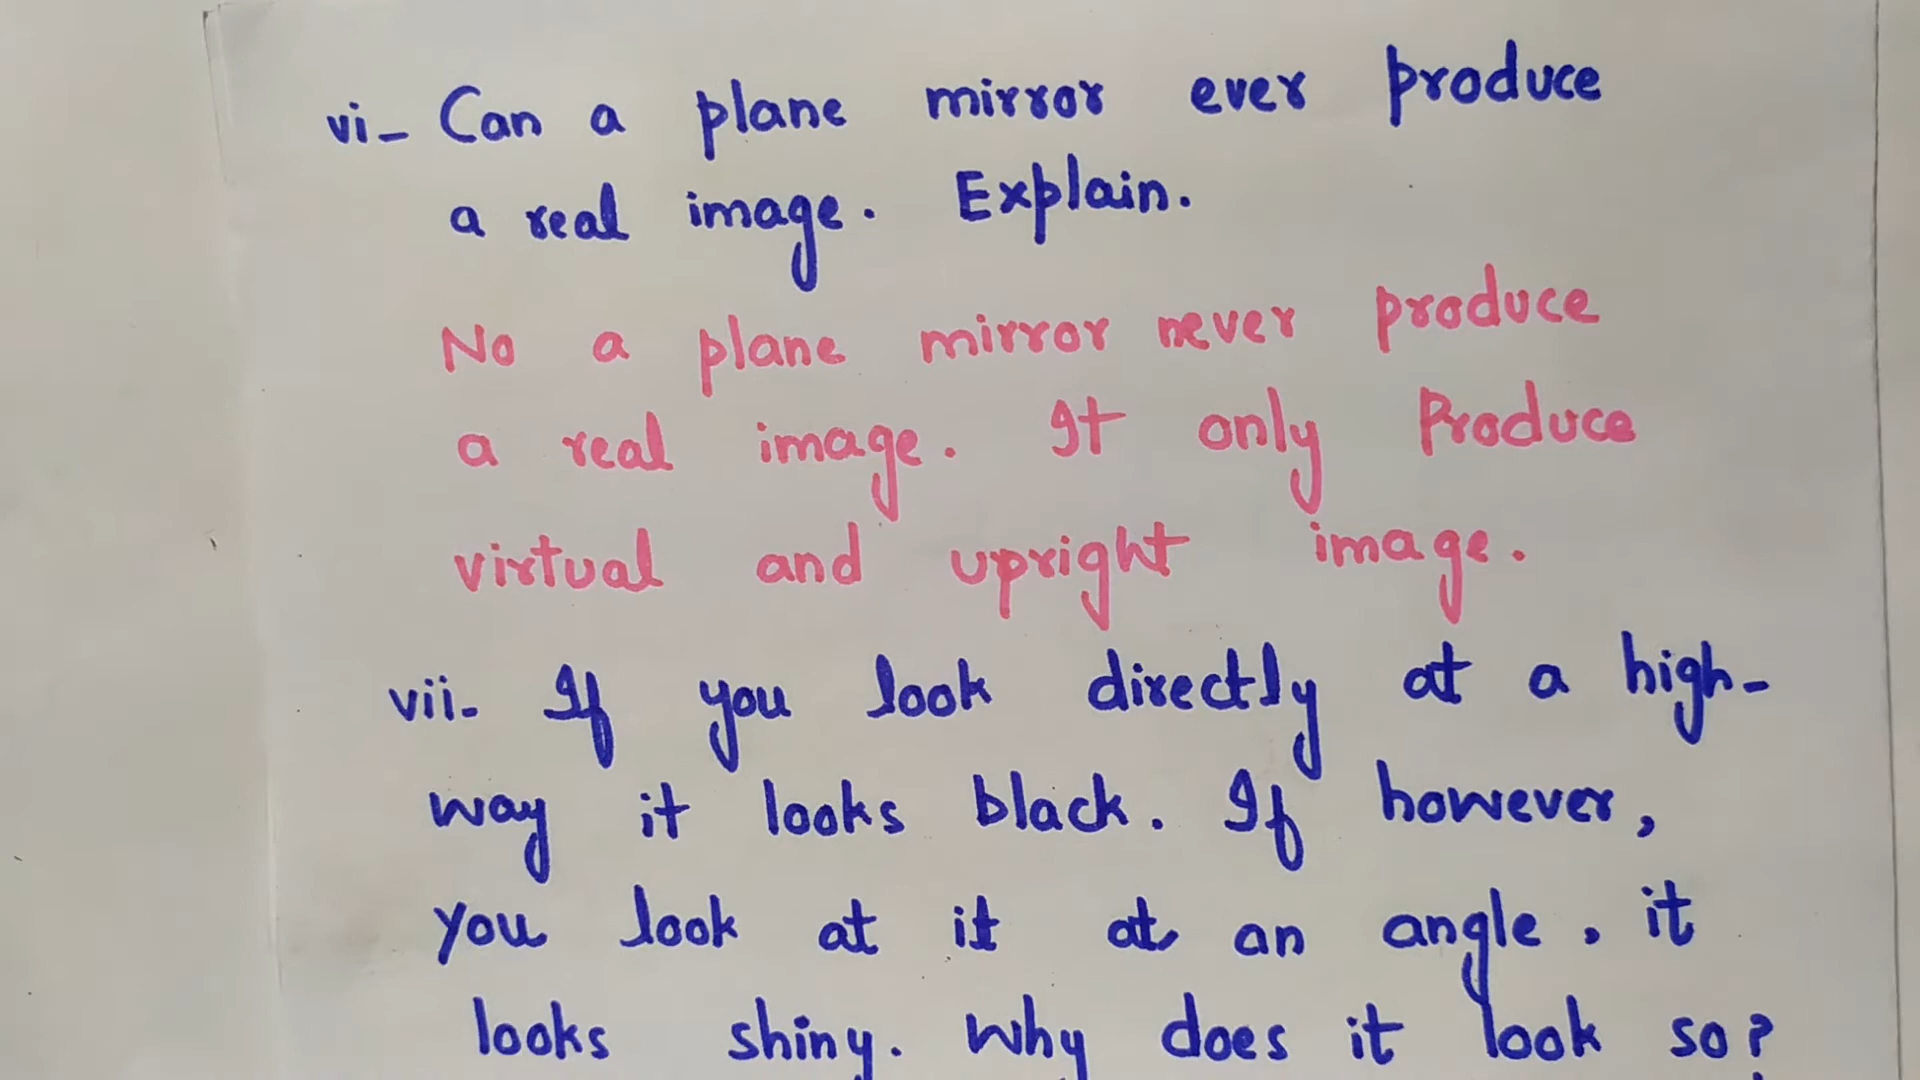 vi- Can a plane mirror ever produce
a real image. Explain.
No a plane mirror never produce
a real image. It only Produce
virtual and upright image.
vii- If you look directly at a high-
way it looks black. If however,
you look at it at an angle, it
looks shiny. Why does it look so?